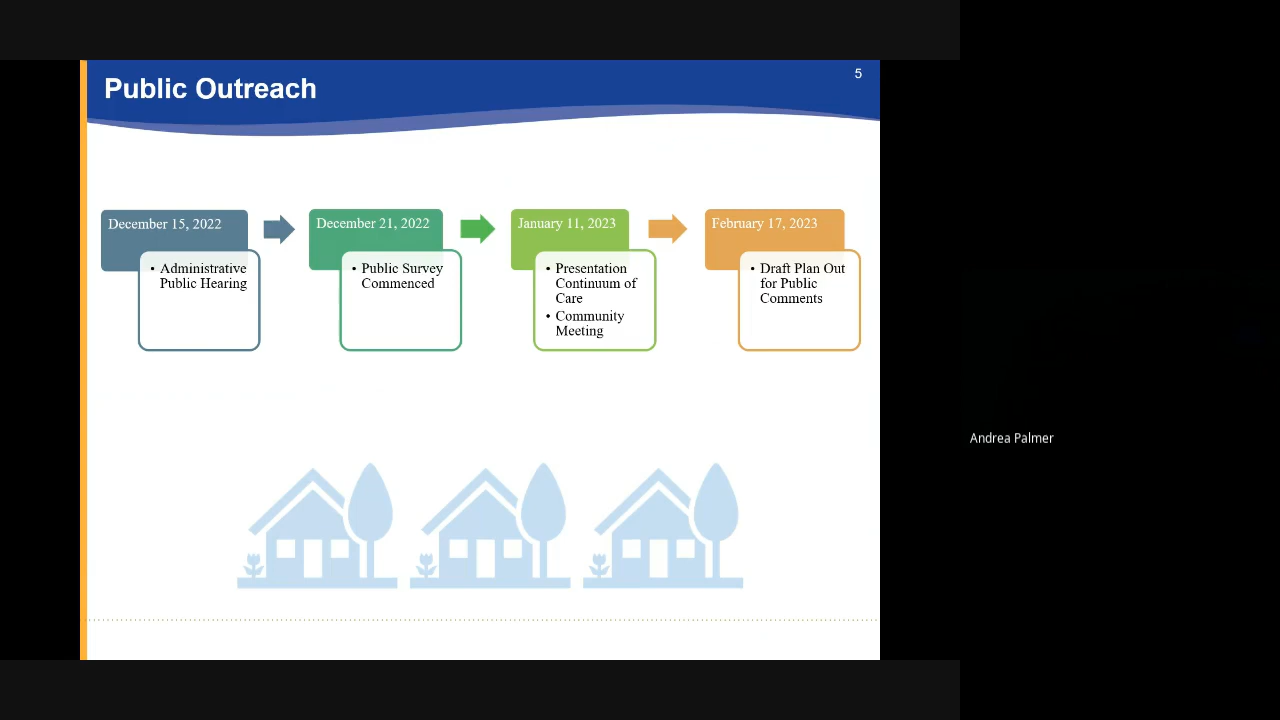 Public Outreach
5
December 15, 2022
• Administrative
Public Hearing
December 21, 2022
• Public Survey
Commenced
January 11, 2023
• Presentation
Continuum of
Care
• Community
Meeting
February 17, 2023
• Draft Plan Out
for Public
Comments
Andrea Palmer